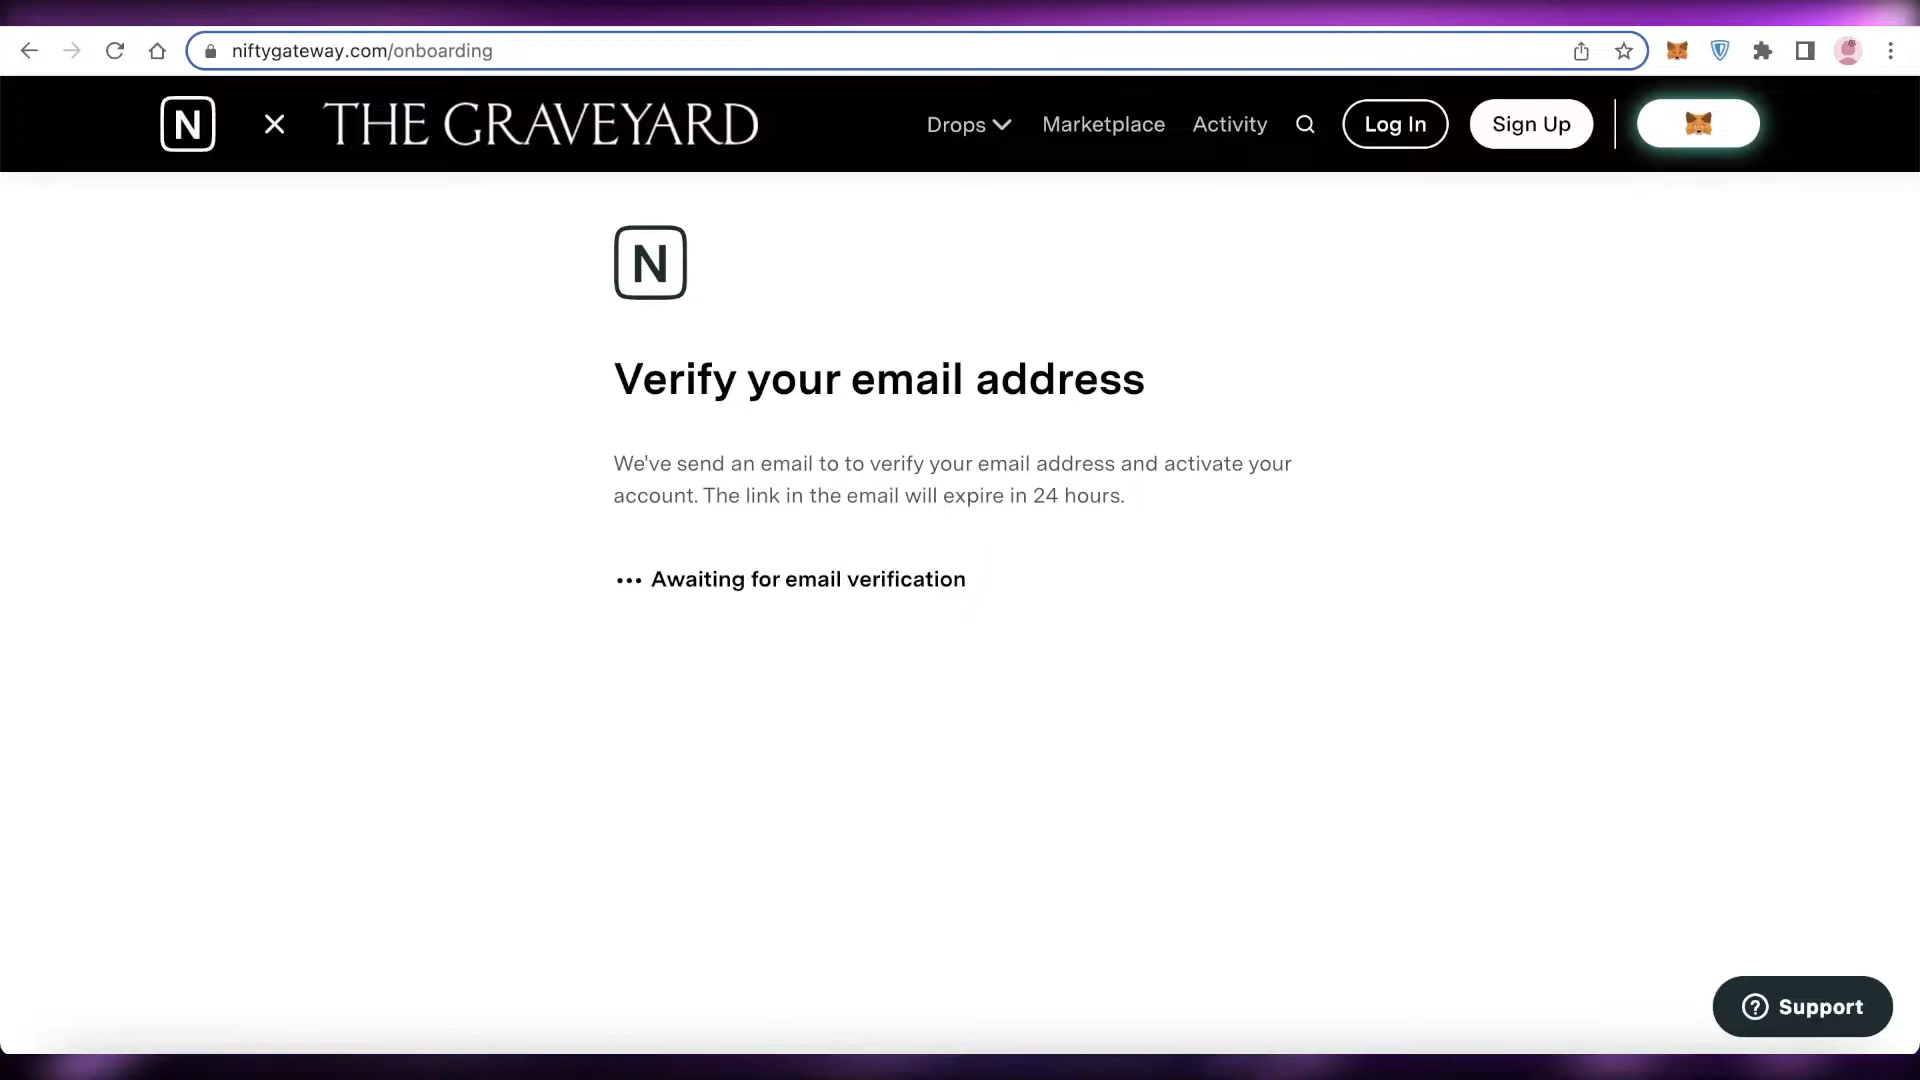 niftygateway.com/onboarding
N
THE GRAVEYARD
Drops
Marketplace
Activity
Log In
Sign Up
N
Verify your email address
We've send an email to to verify your email address and activate your
account. The link in the email will expire in 24 hours.
••• Awaiting for email verification
? Support